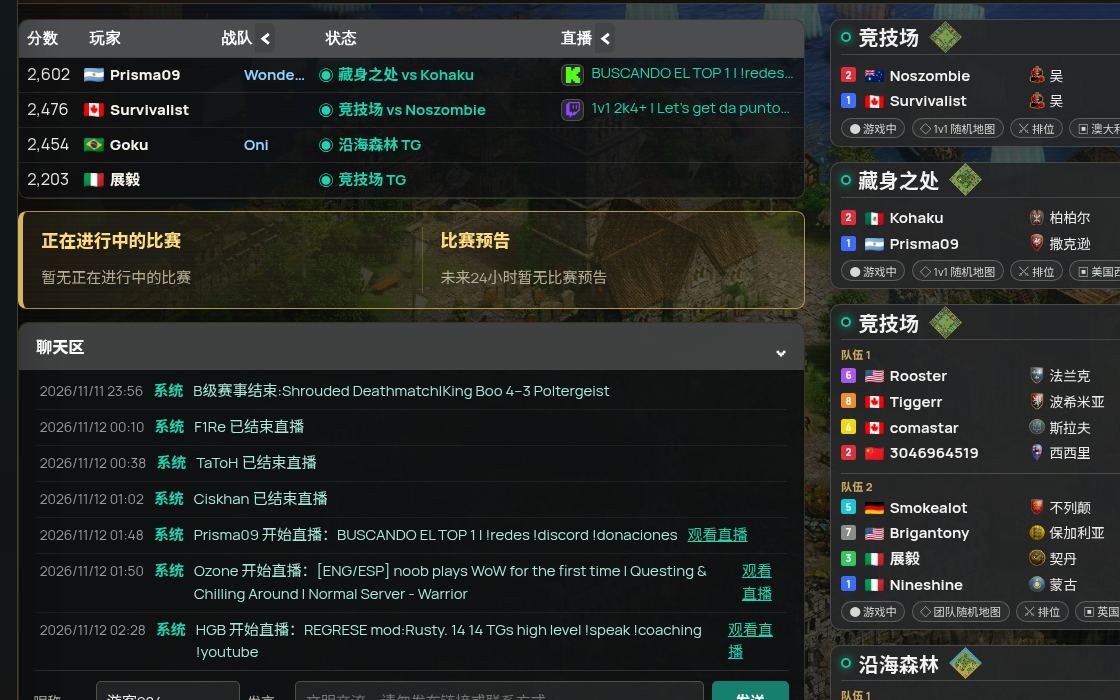 分数 玩家 战队 < 状态 直播 <
2,602 Prisma09 Wonde... 藏身之处 vs Kohaku BUSCANDO EL TOP 1 I !redes...
2,476 Survivalist 竞技场 vs Noszombie 1v1 2k4+ I Let's get da punto...
2,454 Goku Oni 沿海森林 TG
2,203 展毅 竞技场 TG
正在进行中的比赛
暂无正在进行中的比赛
比赛预告
未来24小时暂无比赛预告
聊天区
2026/11/11 23:56 系统 B级赛事结束:Shrouded Deathmatch|King Boo 4–3 Poltergeist
2026/11/12 00:10 系统 F1Re 已结束直播
2026/11/12 00:38 系统 TaToH 已结束直播
2026/11/12 01:02 系统 Ciskhan 已结束直播
2026/11/12 01:48 系统 Prisma09 开始直播：BUSCANDO EL TOP 1 I !redes !discord !donaciones 观看直播
2026/11/12 01:50 系统 Ozone 开始直播：[ENG/ESP] noob plays WoW for the first time I Questing & 观看
Chilling Around I Normal Server - Warrior 直播
2026/11/12 02:28 系统 HGB 开始直播：REGRESE mod:Rusty. 14 14 TGs high level !speak !coaching 观看直
!youtube 播
发送
竞技场
2 Noszombie 吴
1 Survivalist 吴
游戏中 1v1 随机地图 排位 澳大利
藏身之处
2 Kohaku 柏柏尔
1 Prisma09 撒克逊
游戏中 1v1 随机地图 排位 美国西
竞技场
队伍 1
6 Rooster 法兰克
8 Tiggerr 波希米亚
4 comastar 斯拉夫
2 3046964519 西西里
队伍 2
5 Smokealot 不列颠
7 Brigantony 保加利亚
3 展毅 契丹
1 Nineshine 蒙古
游戏中 团队随机地图 排位 英国
沿海森林
队伍 1